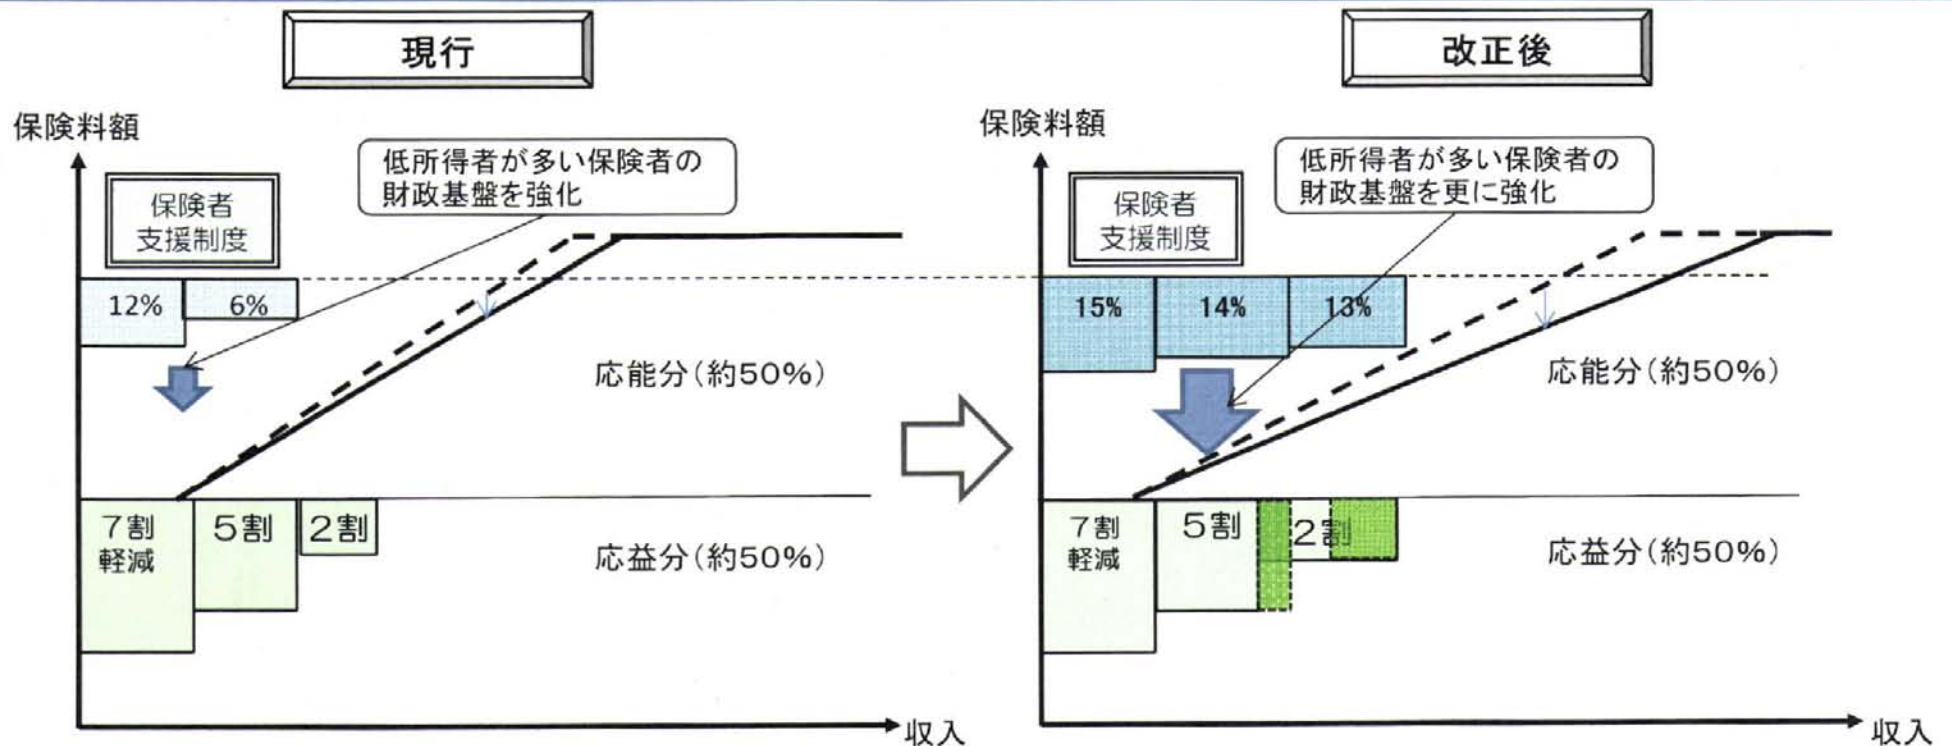 現行
保険料額
低所得者が多い保険者の
財政基盤を強化
保険者
支援制度
12%
6%
応能分(約50%)
7割
軽減
5割
2割
応益分(約50%)
収入
改正後
保険料額
低所得者が多い保険者の
財政基盤を更に強化
保険者
支援制度
15%
14%
13%
応能分(約50%)
7割
軽減
5割
2割
応益分(約50%)
収入